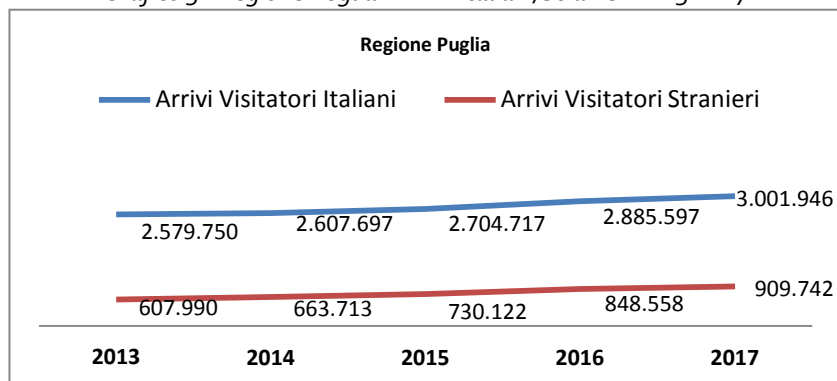 Regione Puglia
Arrivi Visitatori Italiani Arrivi Visitatori Stranieri
3.001.946
2.579.750 2.607.697 2.704.717 2.885.597
607.990 663.713 730.122 848.558 909.742
2013 2014 2015 2016 2017